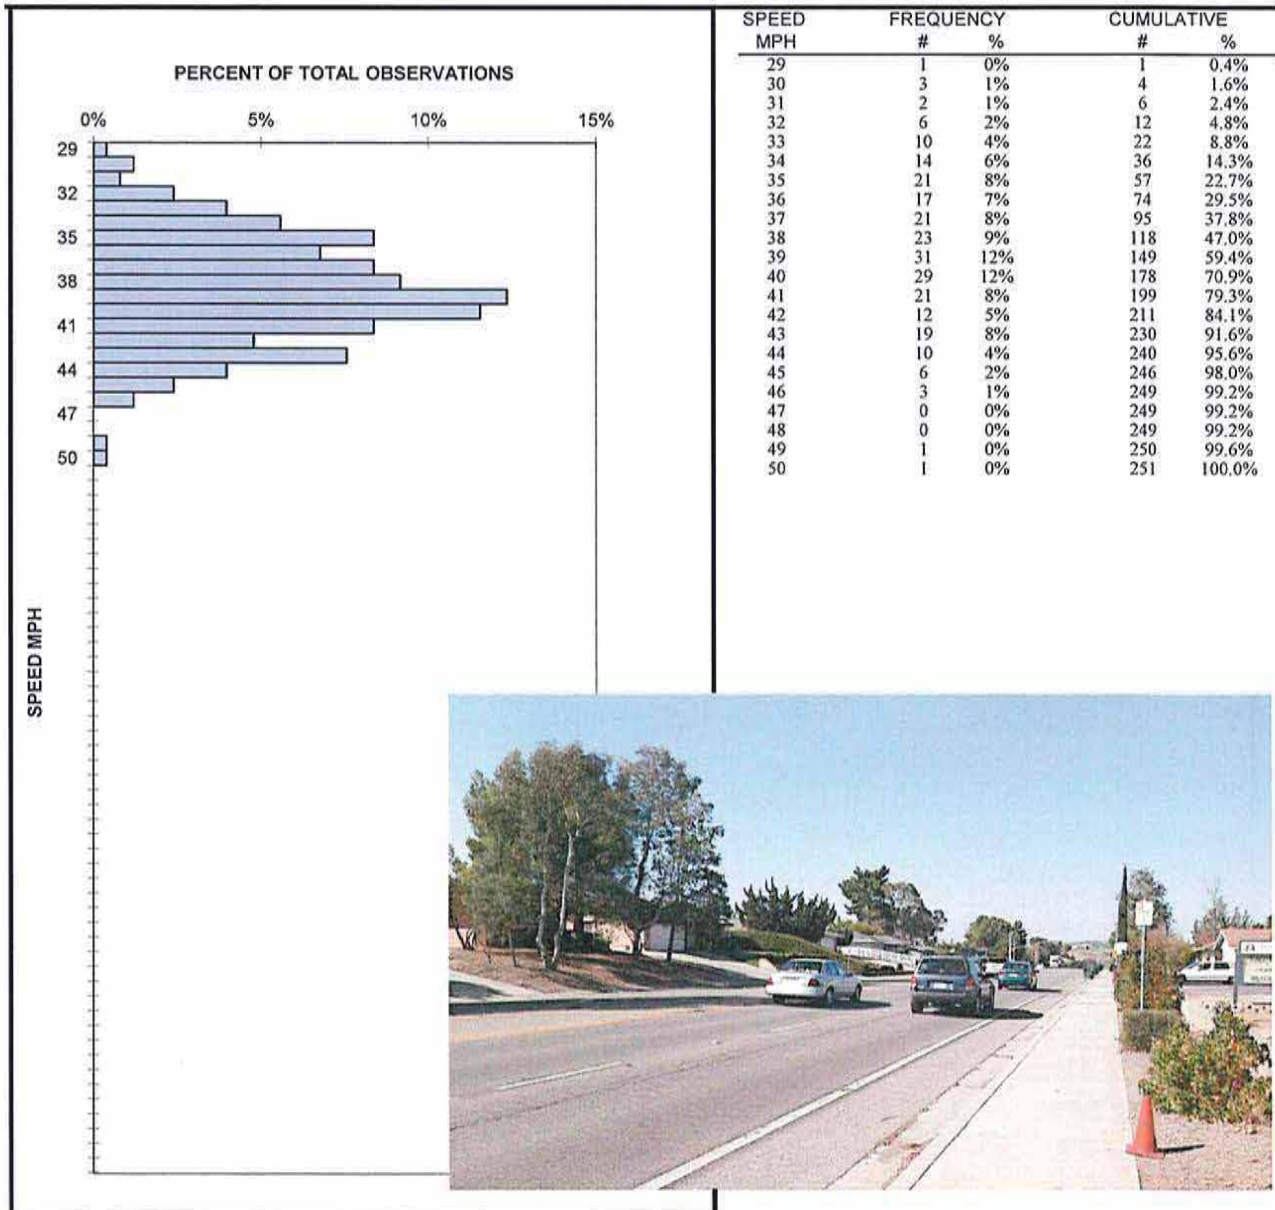 PERCENT OF TOTAL OBSERVATIONS
0% 5% 10% 15%
29
32
35
38
41
44
47
50
SPEED MPH
SPEED FREQUENCY CUMULATIVE
MPH # % # %
29 1 0% 1 0.4%
30 3 1% 4 1.6%
31 2 1% 6 2.4%
32 6 2% 12 4.8%
33 10 4% 22 8.8%
34 14 6% 36 14.3%
35 21 8% 57 22.7%
36 17 7% 74 29.5%
37 21 8% 95 37.8%
38 23 9% 118 47.0%
39 31 12% 149 59.4%
40 29 12% 178 70.9%
41 21 8% 199 79.3%
42 12 5% 211 84.1%
43 19 8% 230 91.6%
44 10 4% 240 95.6%
45 6 2% 246 98.0%
46 3 1% 249 99.2%
47 0 0% 249 99.2%
48 0 0% 249 99.2%
49 1 0% 250 99.6%
50 1 0% 251 100.0%